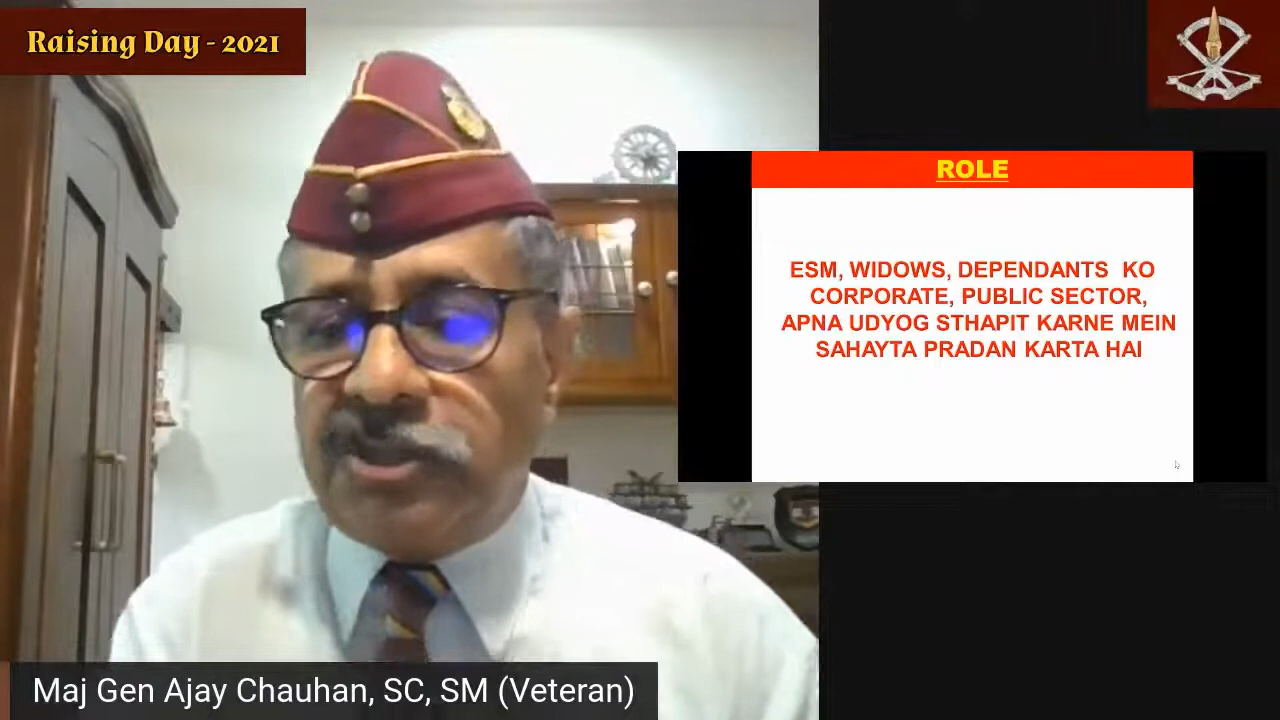 Raising Day - 2021
ROLE
ESM, WIDOWS, DEPENDANTS KO
CORPORATE, PUBLIC SECTOR,
APNA UDYOG STHAPIT KARNE MEIN
SAHAYTA PRADAN KARTA HAI
Maj Gen Ajay Chauhan, SC, SM (Veteran)